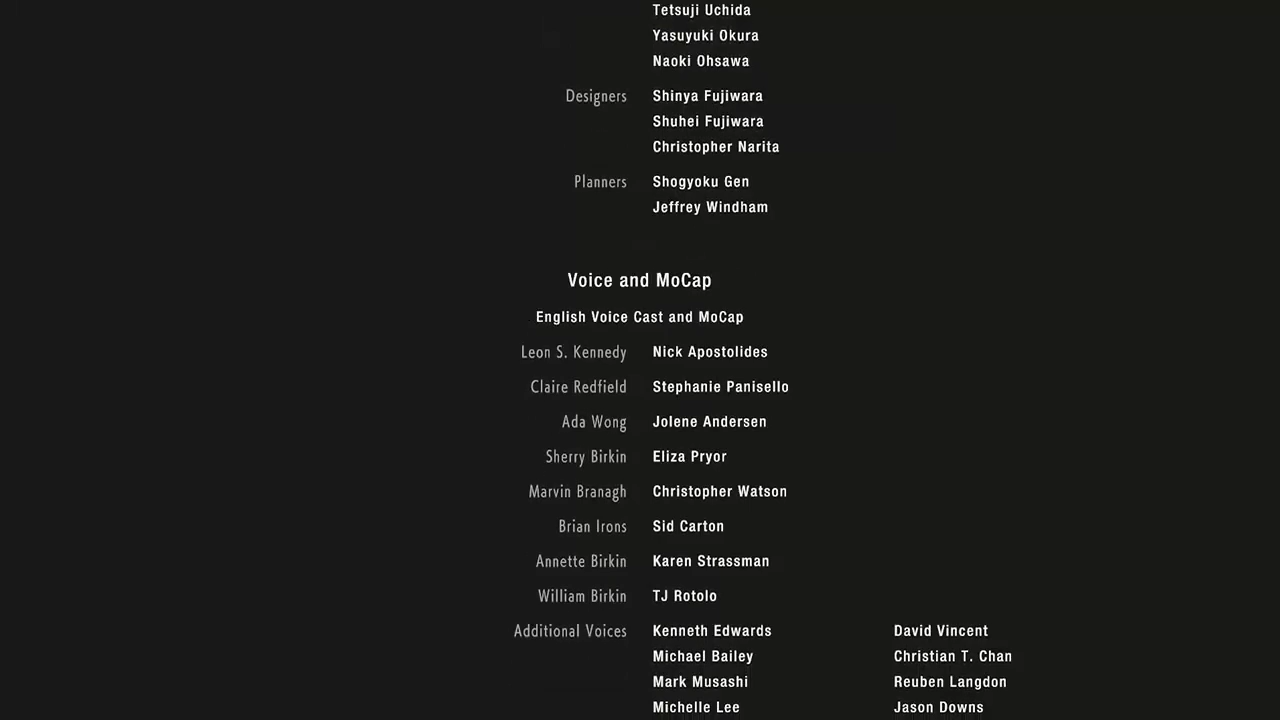 Tetsuji Uchida
Yasuyuki Okura
Naoki Ohsawa
Designers Shinya Fujiwara
Shuhei Fujiwara
Christopher Narita
Planners Shogyoku Gen
Jeffrey Windham
Voice and MoCap
English Voice Cast and MoCap
Leon S. Kennedy Nick Apostolides
Claire Redfield Stephanie Panisello
Ada Wong Jolene Andersen
Sherry Birkin Eliza Pryor
Marvin Branagh Christopher Watson
Brian Irons Sid Carton
Annette Birkin Karen Strassman
William Birkin TJ Rotolo
Additional Voices Kenneth Edwards David Vincent
Michael Bailey Christian T. Chan
Mark Musashi Reuben Langdon
Michelle Lee Jason Downs